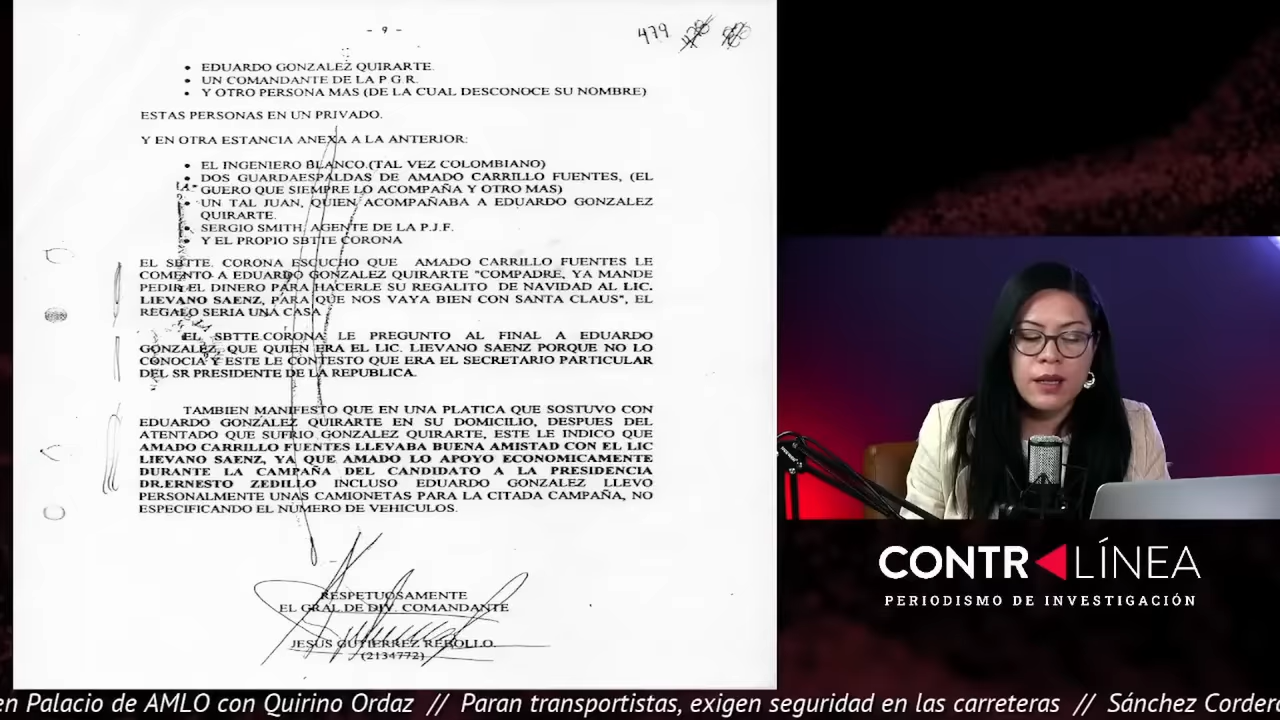 - 9 -
479
• EDUARDO GONZALEZ QUIRARTE.
• UN COMANDANTE DE LA P G.R.
• Y OTRO PERSONA MAS (DE LA CUAL DESCONOCE SU NOMBRE)
ESTAS PERSONAS EN UN PRIVADO.
Y EN OTRA ESTANCIA ANEXA A LA ANTERIOR:
• EL INGENIERO BLANCO.(TAL VEZ COLOMBIANO)
• DOS GUARDAESPALDAS DE AMADO CARRILLO FUENTES, (EL
GUERO QUE SIEMPRE LO ACOMPAÑA Y OTRO MAS)
• UN TAL JUAN, QUIEN ACOMPAÑABA A EDUARDO GONZALEZ
QUIRARTE.
• SERGIO SMITH, AGENTE DE LA P.J.F.
• Y EL PROPIO SBTTE CORONA
EL SBTTE. CORONA ESCUCHO QUE AMADO CARRILLO FUENTES LE
COMENTO A EDUARDO GONZALEZ QUIRARTE "COMPADRE, YA MANDE
PEDIR EL DINERO PARA HACERLE SU REGALITO DE NAVIDAD AL LIC.
LIEVANO SAENZ, PARA QUE NOS VAYA BIEN CON SANTA CLAUS", EL
REGALO SERIA UNA CASA
EL SBTTE.CORONA LE PREGUNTO AL FINAL A EDUARDO
GONZALEZ, QUE QUIEN ERA EL LIC. LIEVANO SAENZ PORQUE NO LO
CONOCIA Y ESTE LE CONTESTO QUE ERA EL SECRETARIO PARTICULAR
DEL SR PRESIDENTE DE LA REPUBLICA.
TAMBIEN MANIFESTO QUE EN UNA PLATICA QUE SOSTUVO CON
EDUARDO GONZÁLEZ QUIRARTE EN SU DOMICILIO, DESPUES DEL
ATENTADO QUE SUFRIO GONZALEZ QUIRARTE, ESTE LE INDICO QUE
AMADO CARRILLO FUENTES LLEVABA BUENA AMISTAD CON EL LIC
LIEVANO SAENZ, YA QUE AMADO LO APOYO ECONOMICAMENTE
DURANTE LA CAMPAÑA DEL CANDIDATO A LA PRESIDENCIA
DR.ERNESTO ZEDILLO INCLUSO EDUARDO GONZALEZ LLEVO
PERSONALMENTE UNAS CAMIONETAS PARA LA CITADA CAMPAÑA, NO
ESPECIFICANDO EL NÚMERO DE VEHICULOS.
RESPETUOSAMENTE
EL GRAL.DE DIV. COMANDANTE
JESÚS GUTIERREZ REBOLLO.
(2134772)
CONTRALÍNEA
PERIODISMO DE INVESTIGACIÓN
en Palacio de AMLO con Quirino Ordaz // Paran transportistas, exigen seguridad en las carreteras // Sánchez Corder